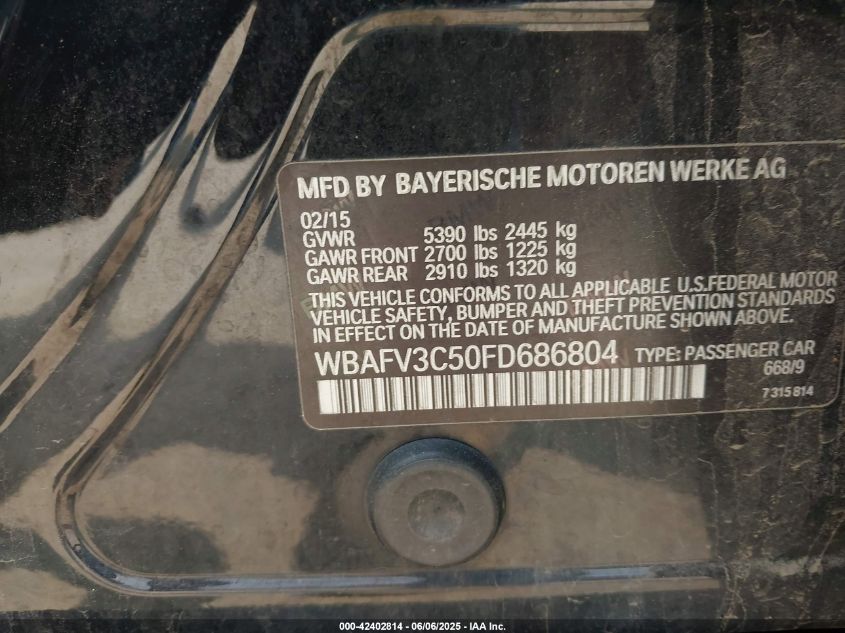 MFD BY BAYERISCHE MOTOREN WERKE AG
02/15
GVWR 5390 lbs 2445 kg
GAWR FRONT 2700 lbs 1225 kg
GAWR REAR 2910 lbs 1320 kg
THIS VEHICLE CONFORMS TO ALL APPLICABLE U.S.FEDERAL MOTOR
VEHICLE SAFETY, BUMPER AND THEFT PREVENTION STANDARDS
IN EFFECT ON THE DATE OF MANUFACTURE SHOWN ABOVE.
WBAFV3C50FD686804 TYPE: PASSENGER CAR
668/9
7 315 814
000-42402814 - 06/06/2025 - IAA Inc.